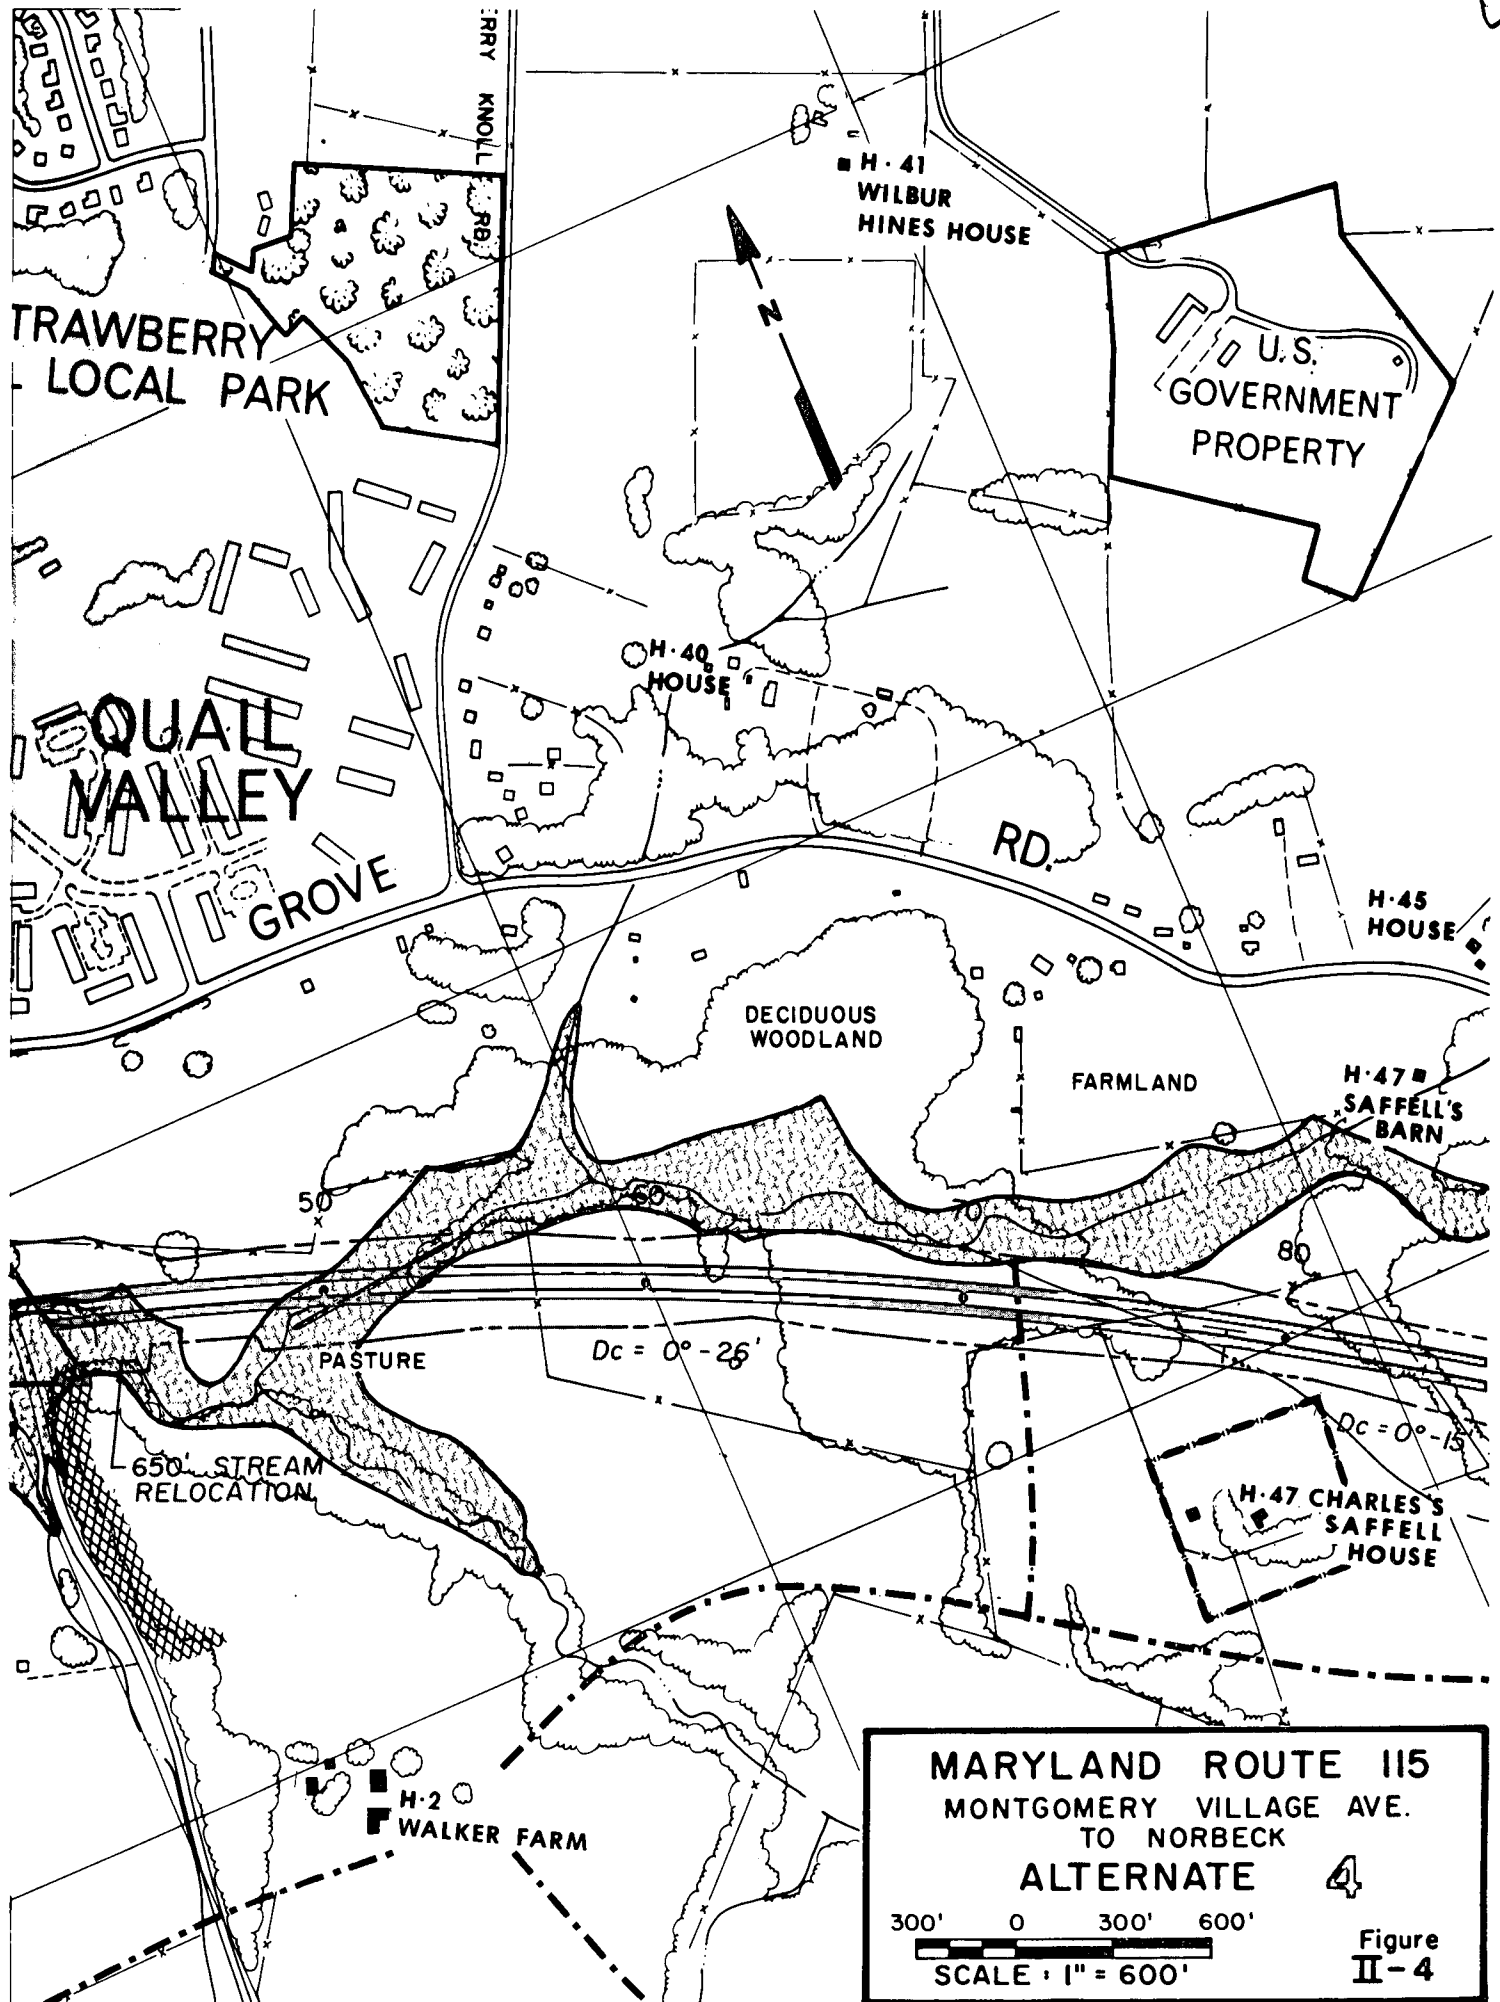 ERRY KNOLL RD
H·41
WILBUR
HINES HOUSE
N
TRAWBERRY
LOCAL PARK
U.S.
GOVERNMENT
PROPERTY
H·40
HOUSE
QUAIL
VALLEY
GROVE RD.
H·45
HOUSE
DECIDUOUS
WOODLAND
FARMLAND
H·47
SAFFELL'S
BARN
50
60
70
80
PASTURE
Dc = 0°-26'
Dc = 0°-15'
650' STREAM
RELOCATION
H·47 CHARLES'S
SAFFELL
HOUSE
H·2
WALKER FARM
MARYLAND ROUTE 115
MONTGOMERY VILLAGE AVE.
TO NORBECK
ALTERNATE 4
300' 0 300' 600'
SCALE : 1" = 600'
Figure
II-4